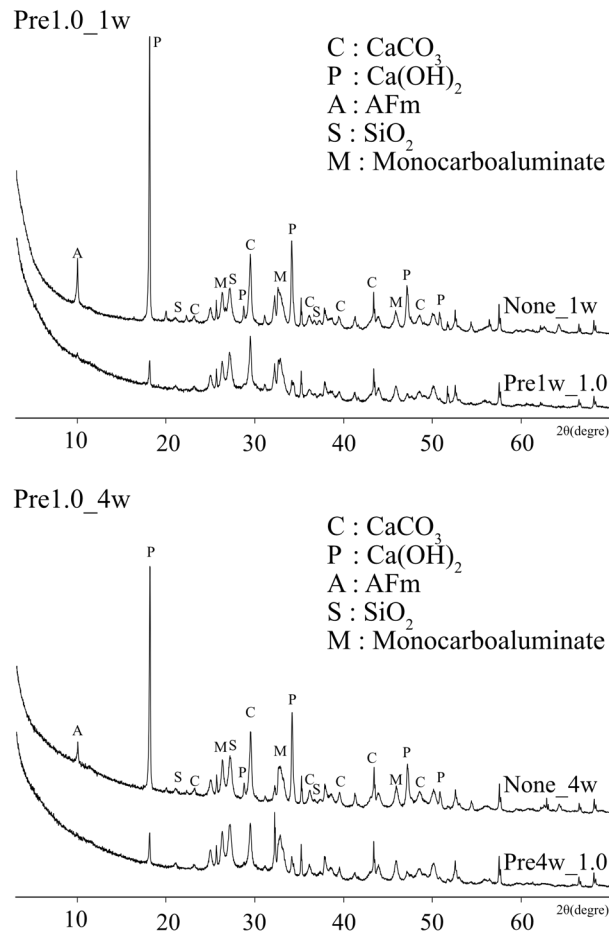 Pre1.0_1w
C : CaCO₃
P : Ca(OH)₂
A : AFm
S : SiO₂
M : Monocarboaluminate
P
A
S C M S P C M P C S C C M P C P
None_1w
Pre1w_1.0
10 20 30 40 50 60 2θ(degre)
Pre1.0_4w
C : CaCO₃
P : Ca(OH)₂
A : AFm
S : SiO₂
M : Monocarboaluminate
P
A
S C M S P C M P C S C C M P C P
None_4w
Pre4w_1.0
10 20 30 40 50 60 2θ(degre)